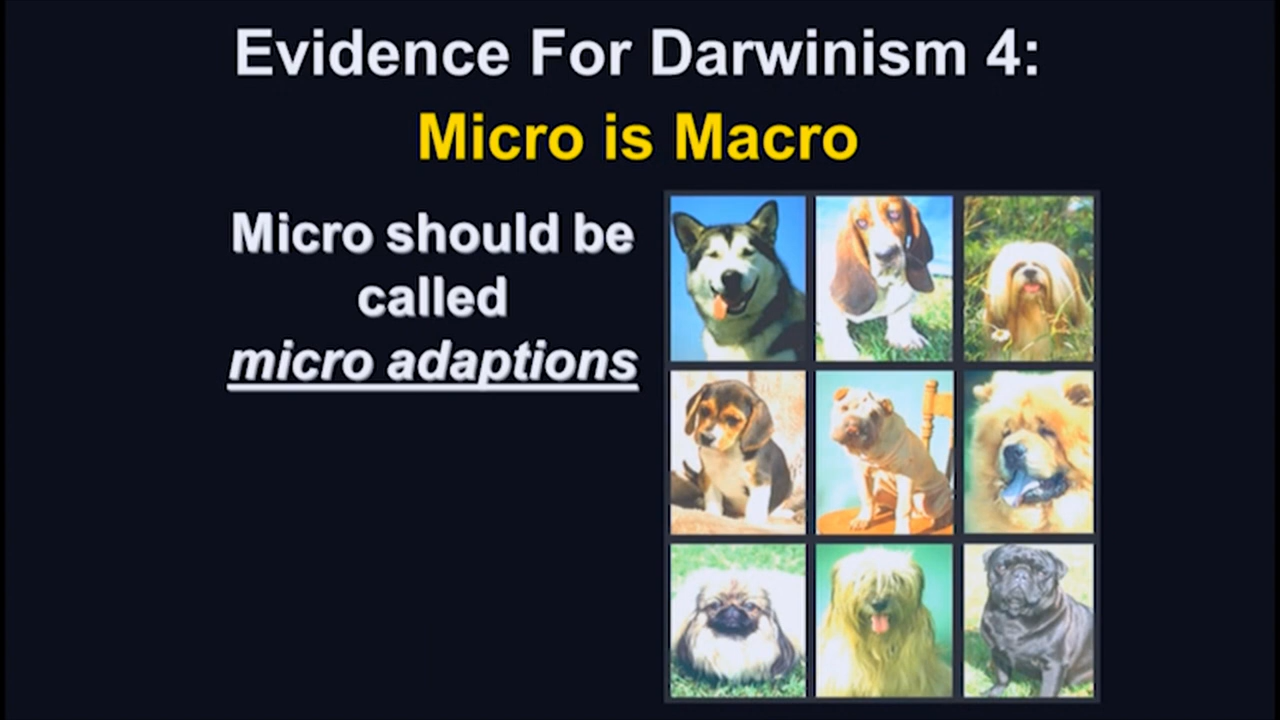 Evidence For Darwinism 4:
Micro is Macro
Micro should be
called
micro adaptions